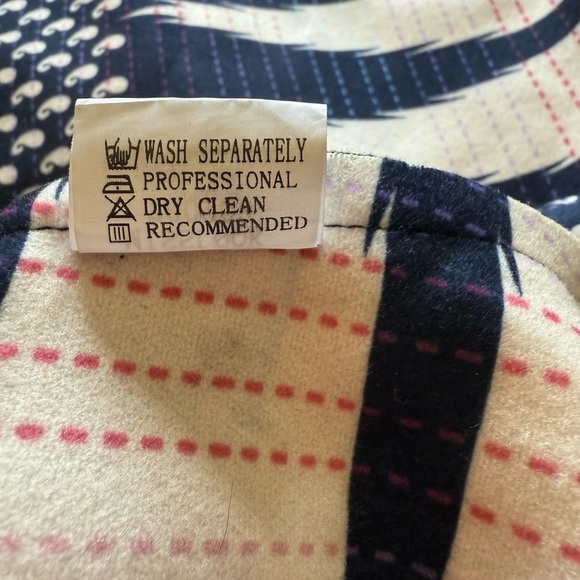 WASH SEPARATELY
PROFESSIONAL
DRY CLEAN
RECOMMENDED